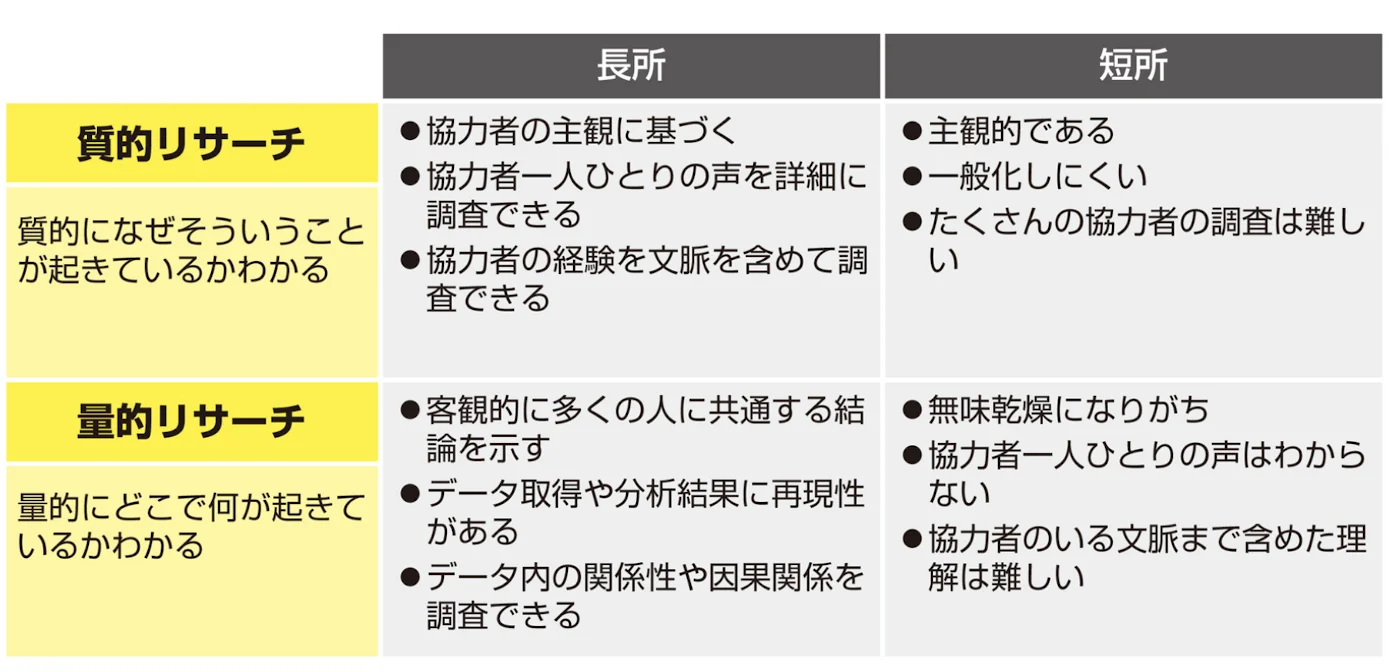 長所
短所
質的リサーチ
質的になぜそういうこと
が起きているかわかる
●協力者の主観に基づく
●協力者一人ひとりの声を詳細に
調査できる
●協力者の経験を文脈を含めて調
査できる
●主観的である
●一般化しにくい
●たくさんの協力者の調査は難し
い
量的リサーチ
量的にどこで何が起きて
いるかわかる
●客観的に多くの人に共通する結
論を示す
●データ取得や分析結果に再現性
がある
●データ内の関係性や因果関係を
調査できる
●無味乾燥になりがち
●協力者一人ひとりの声はわから
ない
●協力者のいる文脈まで含めた理
解は難しい